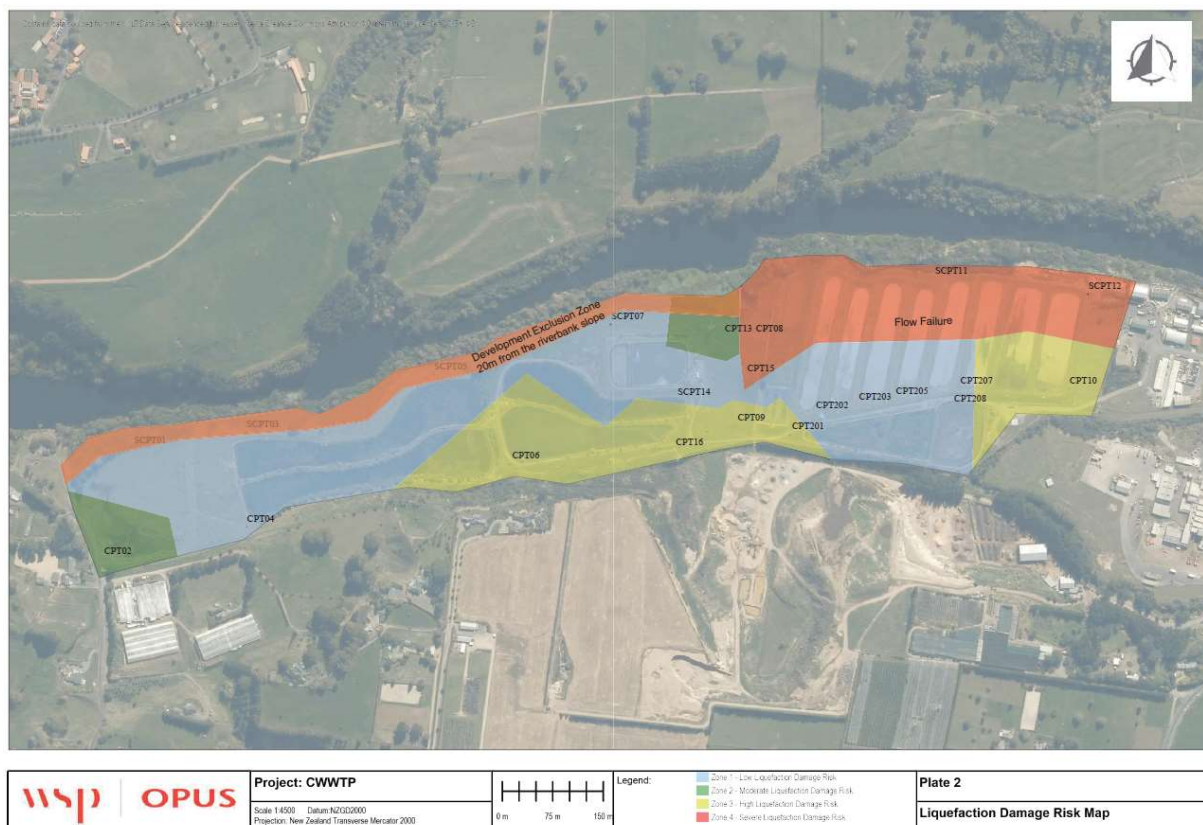 SCPT11
SCPT12
Development Exclusion Zone
20m from the riverbank slope
SCPT07
CPT13
CPT08
Flow Failure
SCPT05
CPT15
CPT207
CPT10
SCPT14
CPT205
CPT203
CPT208
CPT202
CPT09
CPT201
SCPT01
SCPT03
CPT16
CPT06
CPT04
CPT02
wsp | OPUS
Project: CWWTP
Scale 1:4500 Datum:NZGD2000
Projection: New Zealand Transverse Mercator 2000
0 m 75 m 150 m
Legend:
Zone 1 - Low Liquefaction Damage Risk
Zone 2 - Moderate Liquefaction Damage Risk
Zone 3 - High Liquefaction Damage Risk
Zone 4 - Severe Liquefaction Damage Risk
Plate 2
Liquefaction Damage Risk Map